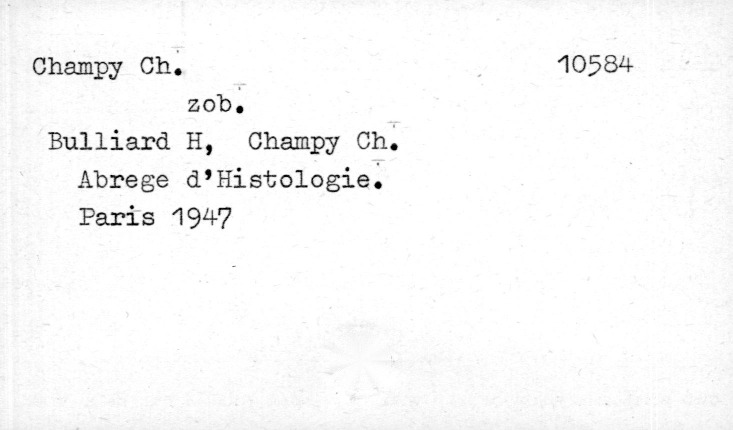 Champy Ch. 10584
zob.
Bulliard H, Champy Ch.
Abrege d'Histologie.
Paris 1947